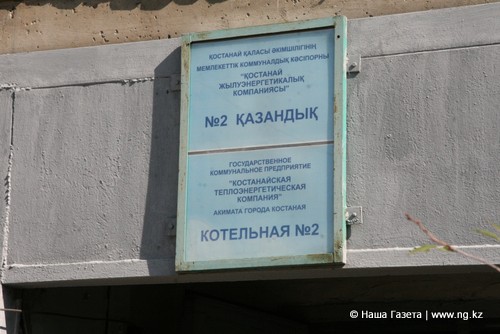 ҚОСТАНАЙ ҚАЛАСЫ ӘКІМШІЛІГІНІҢ
МЕМЛЕКЕТТІК КОММУНАЛДЫҚ КӘСІПОРНЫ
"ҚОСТАНАЙ
ЖЫЛУЭНЕРГЕТИКАЛЫҚ
КОМПАНИЯСЫ"
№2 ҚАЗАНДЫҚ
ГОСУДАРСТВЕННОЕ
КОММУНАЛЬНОЕ ПРЕДПРИЯТИЕ
"КОСТАНАЙСКАЯ
ТЕПЛОЭНЕРГЕТИЧЕСКАЯ
КОМПАНИЯ"
АКИМАТА ГОРОДА КОСТАНАЯ
КОТЕЛЬНАЯ №2
© Наша Газета | www.ng.kz